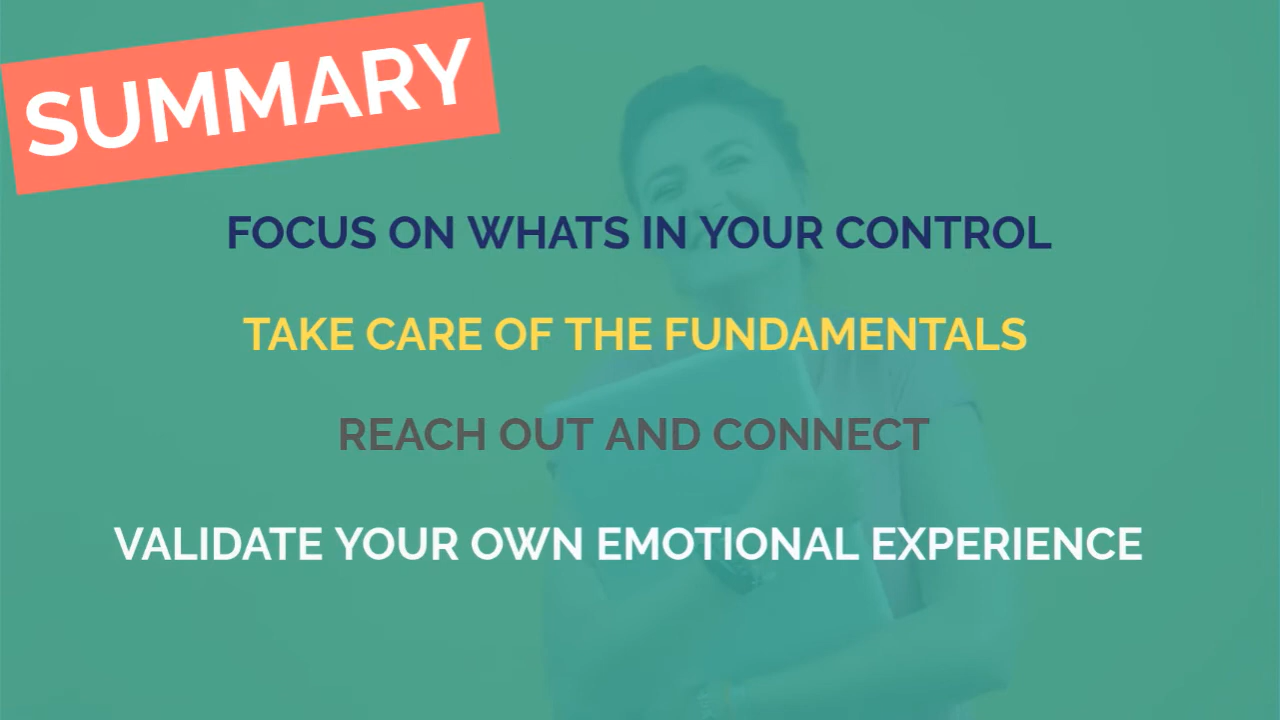 SUMMARY
FOCUS ON WHATS IN YOUR CONTROL
TAKE CARE OF THE FUNDAMENTALS
REACH OUT AND CONNECT
VALIDATE YOUR OWN EMOTIONAL EXPERIENCE